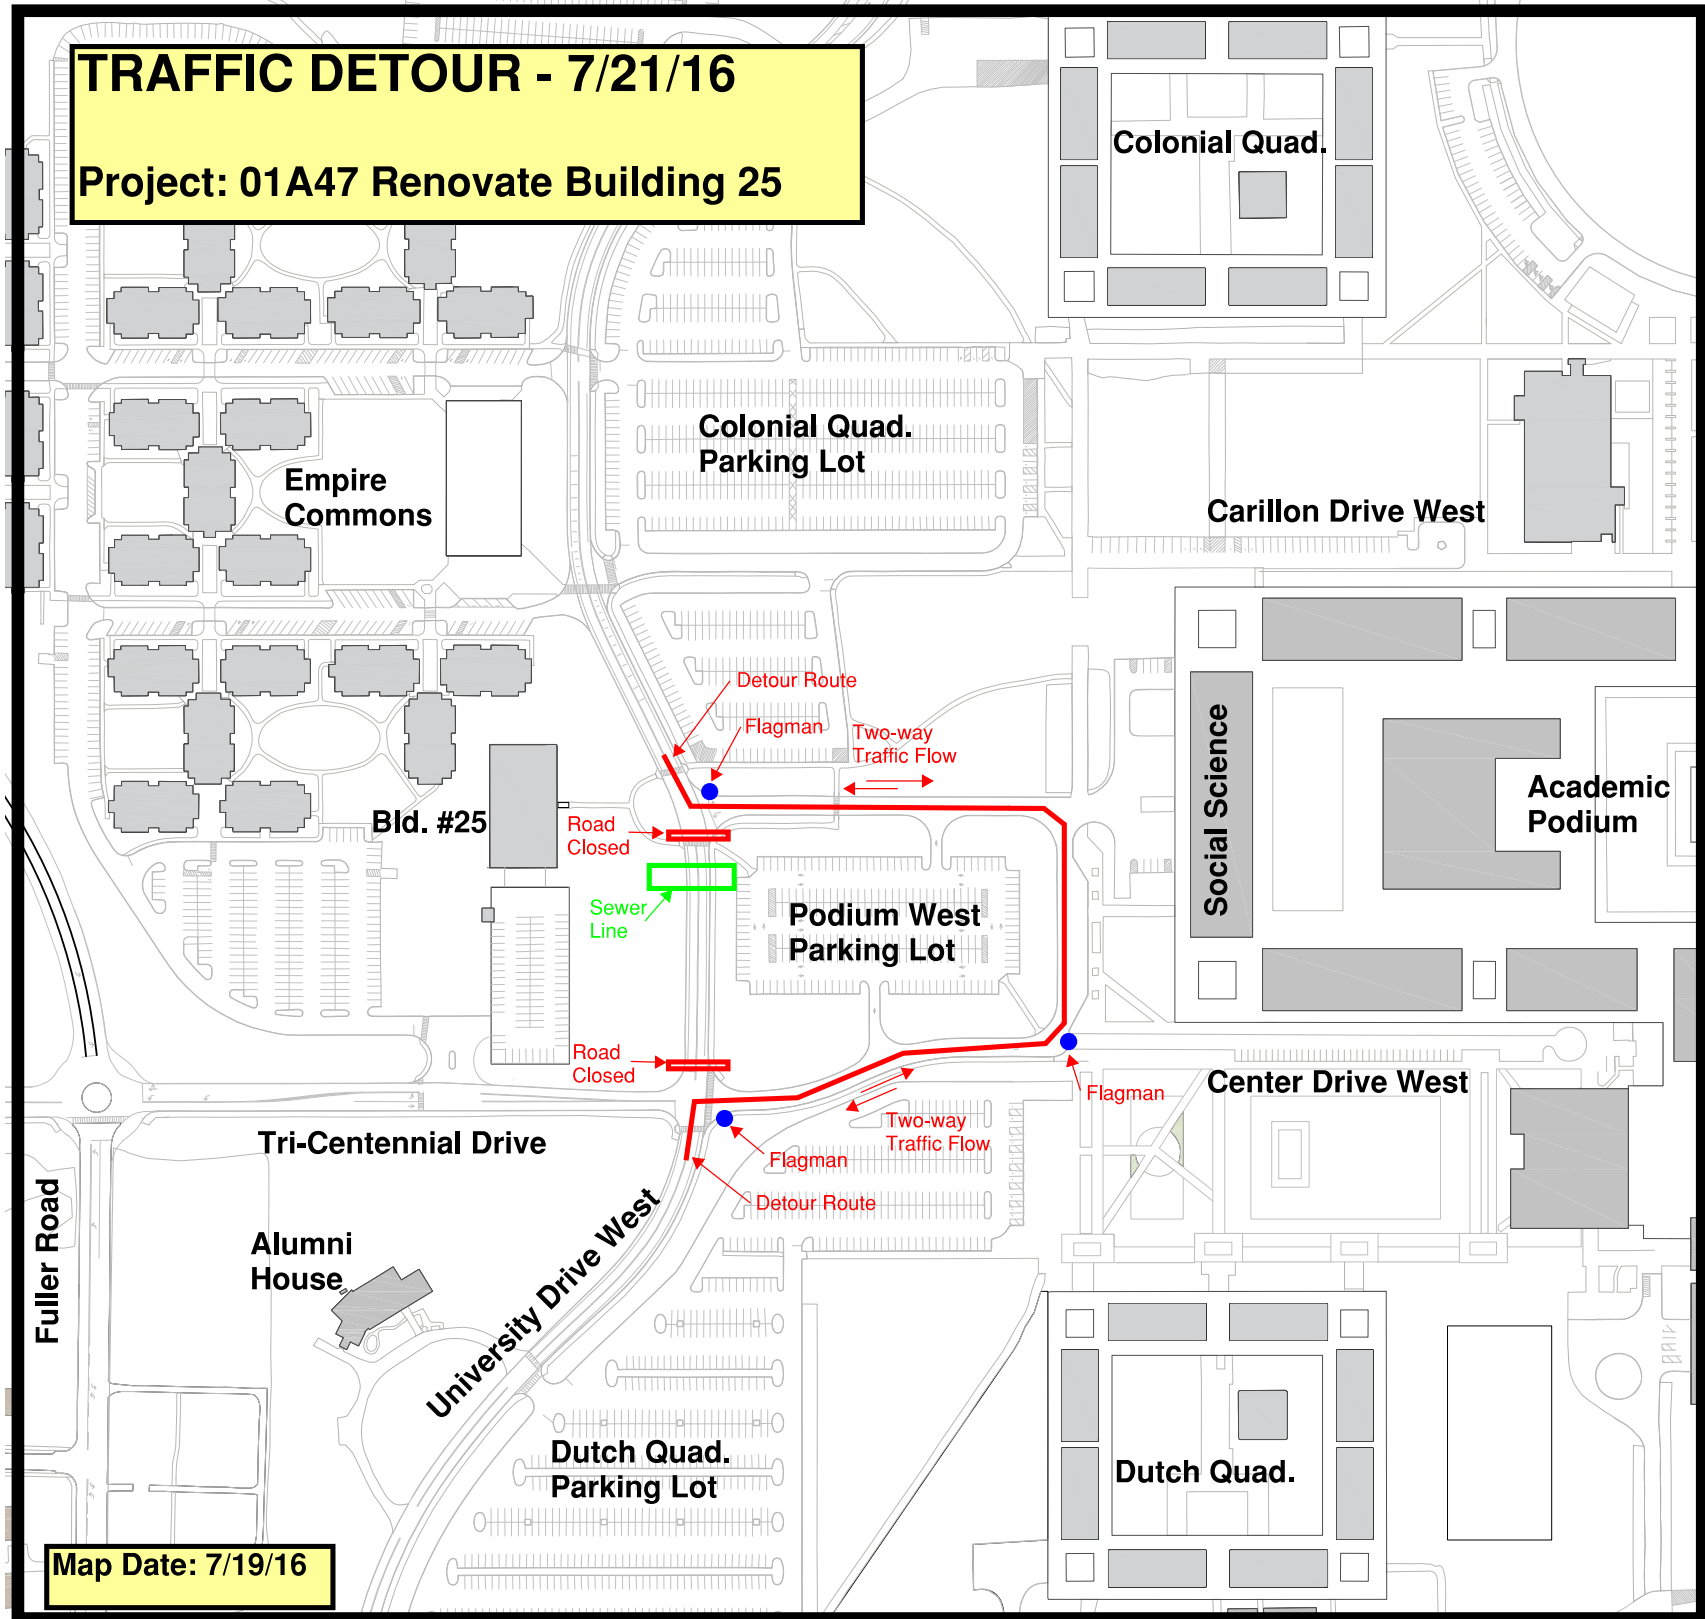 TRAFFIC DETOUR - 7/21/16
Project: 01A47 Renovate Building 25
Colonial Quad.
Colonial Quad.
Parking Lot
Empire
Commons
Carillon Drive West
Detour Route
Flagman
Two-way
Traffic Flow
Social Science
Academic
Podium
Bld. #25
Road
Closed
Sewer
Line
Podium West
Parking Lot
Road
Closed
Center Drive West
Flagman
Two-way
Traffic Flow
Tri-Centennial Drive
Flagman
Detour Route
Fuller Road
Alumni
House
University Drive West
Dutch Quad.
Parking Lot
Dutch Quad.
Map Date: 7/19/16